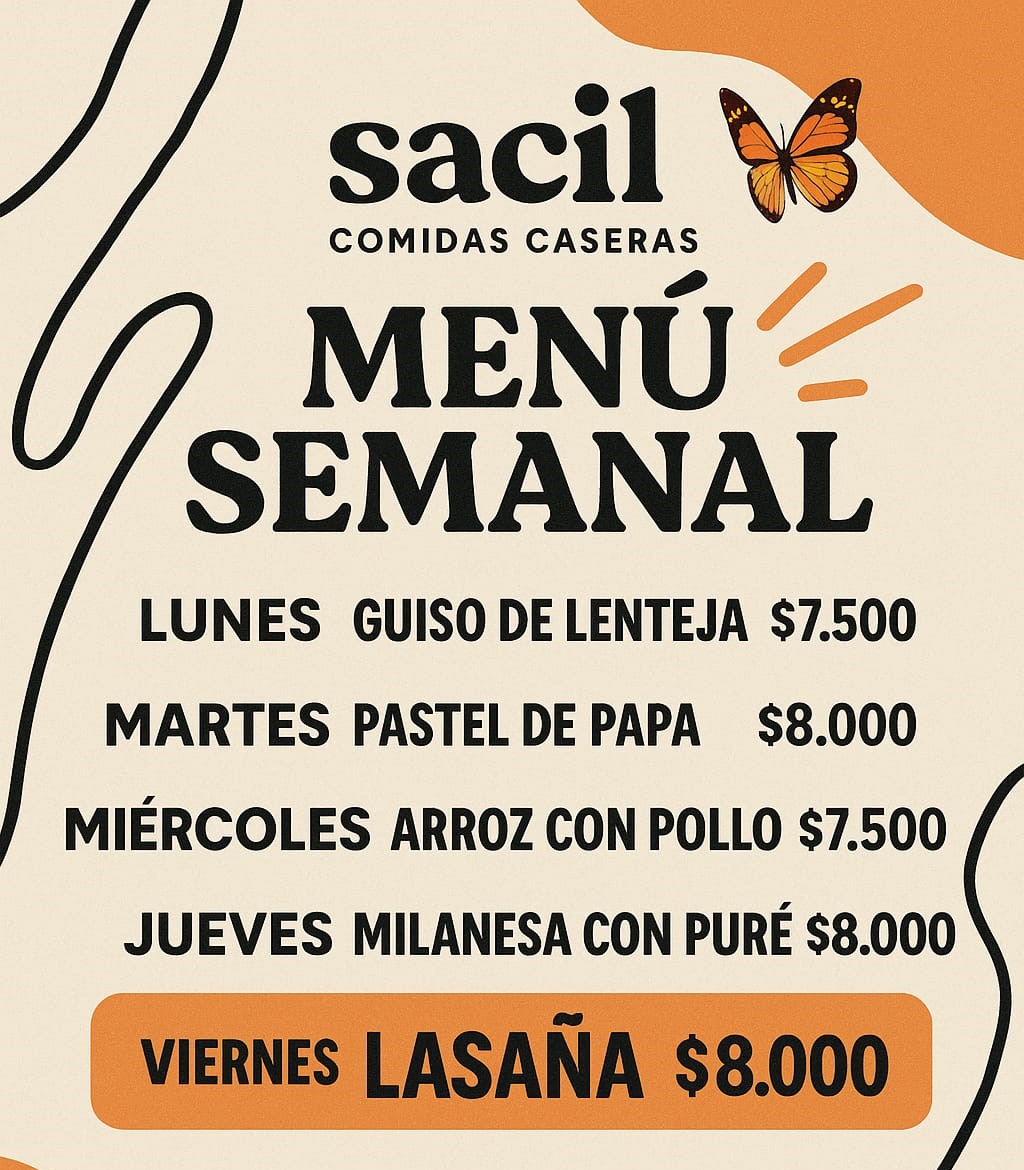 sacil
COMIDAS CASERAS
MENÚ
SEMANAL
LUNES GUISO DE LENTEJA $7.500
MARTES PASTEL DE PAPA $8.000
MIÉRCOLES ARROZ CON POLLO $7.500
JUEVES MILANESA CON PURÉ $8.000
VIERNES LASAÑA $8.000